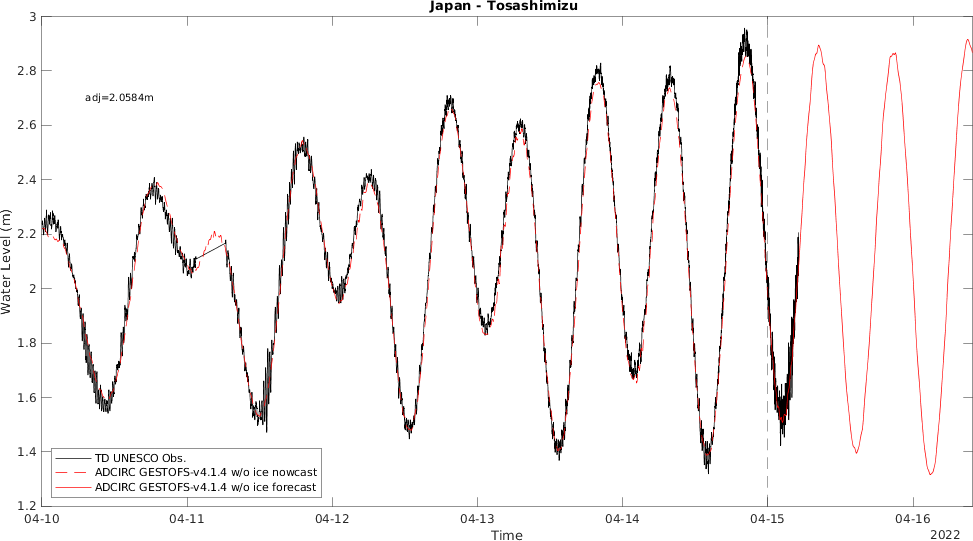 Japan - Tosashimizu
3
2.8
2.6
2.4
2.2
2
1.8
1.6
1.4
1.2
Water Level (m)
adj=2.0584m
TD UNESCO Obs.
ADCIRC GESTOFS-v4.1.4 w/o ice nowcast
ADCIRC GESTOFS-v4.1.4 w/o ice forecast
04-10 04-11 04-12 04-13 04-14 04-15 04-16
Time
2022